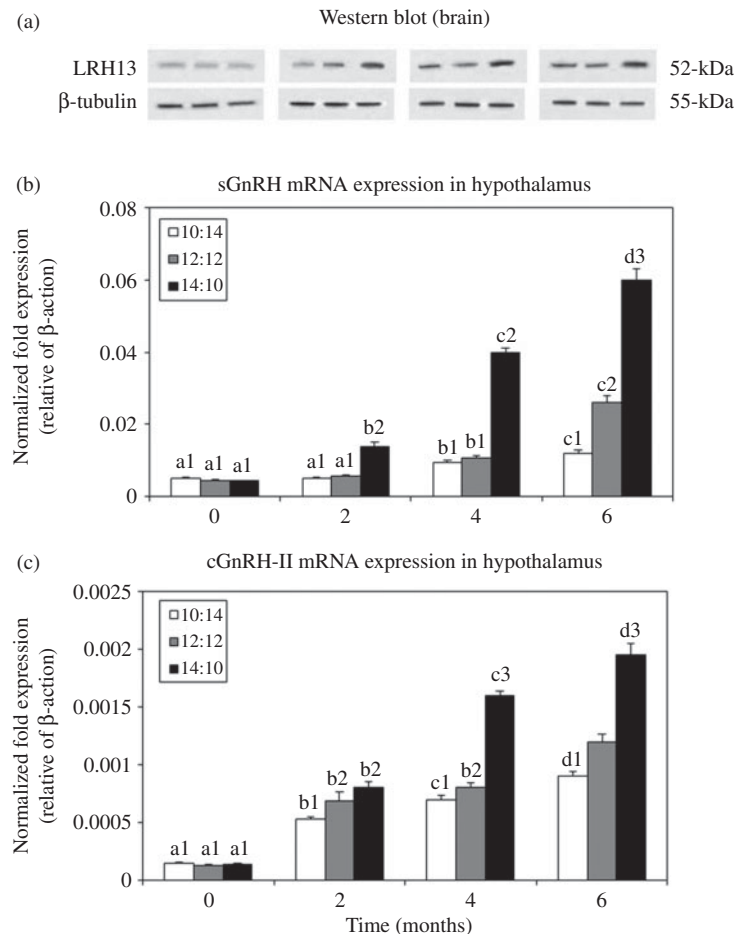 (a)
Western blot (brain)
LRH13
52-kDa
β-tubulin
55-kDa
(b)
sGnRH mRNA expression in hypothalamus
Normalized fold expression
(relative of β-action)
0.08
0.06
0.04
0.02
0
10:14
12:12
14:10
a1 a1 a1
a1 a1 b2
b1 b1 c2
c1 c2 d3
0 2 4 6
(c)
cGnRH-II mRNA expression in hypothalamus
Normalized fold expression
(relative of β-action)
0.0025
0.002
0.0015
0.001
0.0005
0
10:14
12:12
14:10
a1 a1 a1
b1 b2 b2
c1 b2 c3
d1 d3
0 2 4 6
Time (months)